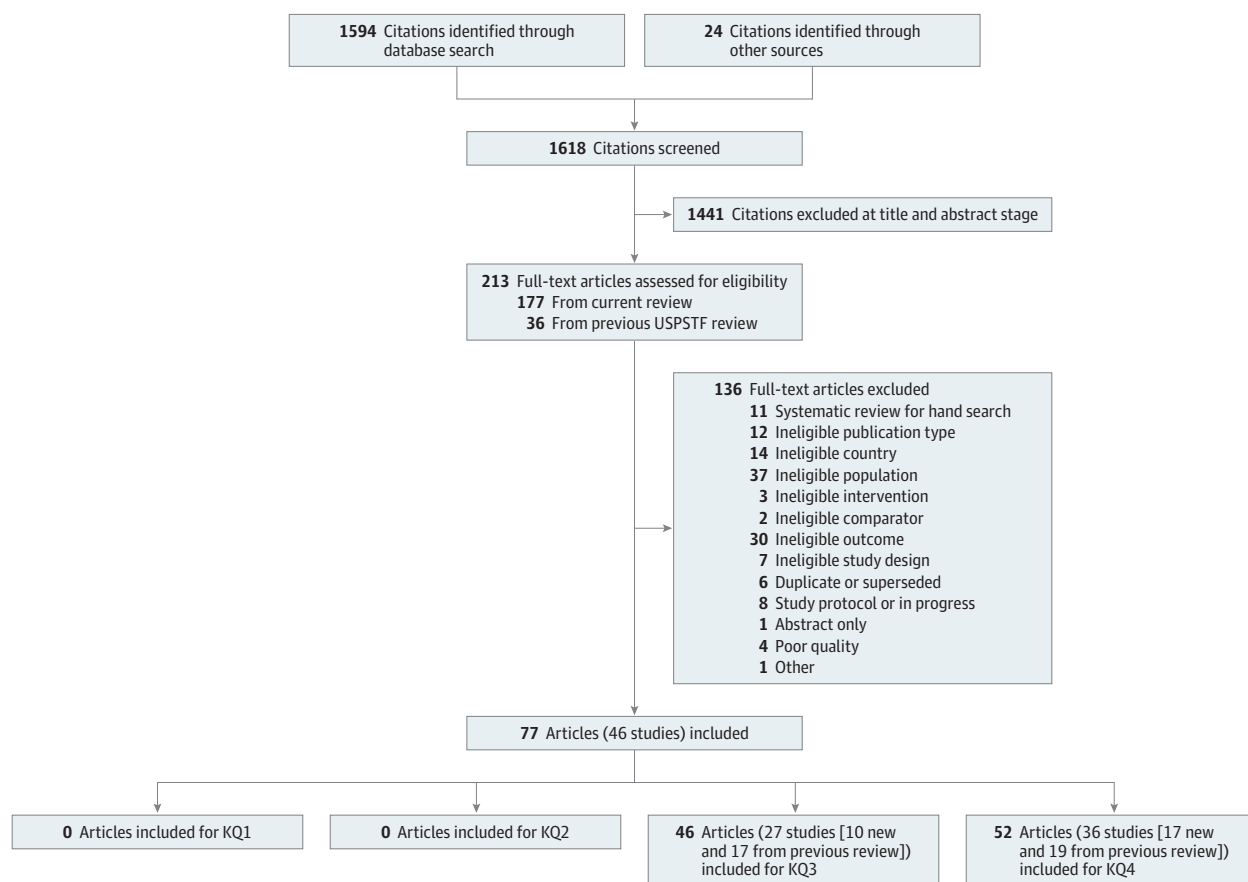 1594 Citations identified through
database search
24 Citations identified through
other sources
1618 Citations screened
1441 Citations excluded at title and abstract stage
213 Full-text articles assessed for eligibility
177 From current review
36 From previous USPSTF review
136 Full-text articles excluded
11 Systematic review for hand search
12 Ineligible publication type
14 Ineligible country
37 Ineligible population
3 Ineligible intervention
2 Ineligible comparator
30 Ineligible outcome
7 Ineligible study design
6 Duplicate or superseded
8 Study protocol or in progress
1 Abstract only
4 Poor quality
1 Other
77 Articles (46 studies) included
0 Articles included for KQ1
0 Articles included for KQ2
46 Articles (27 studies [10 new
and 17 from previous review])
included for KQ3
52 Articles (36 studies [17 new
and 19 from previous review])
included for KQ4